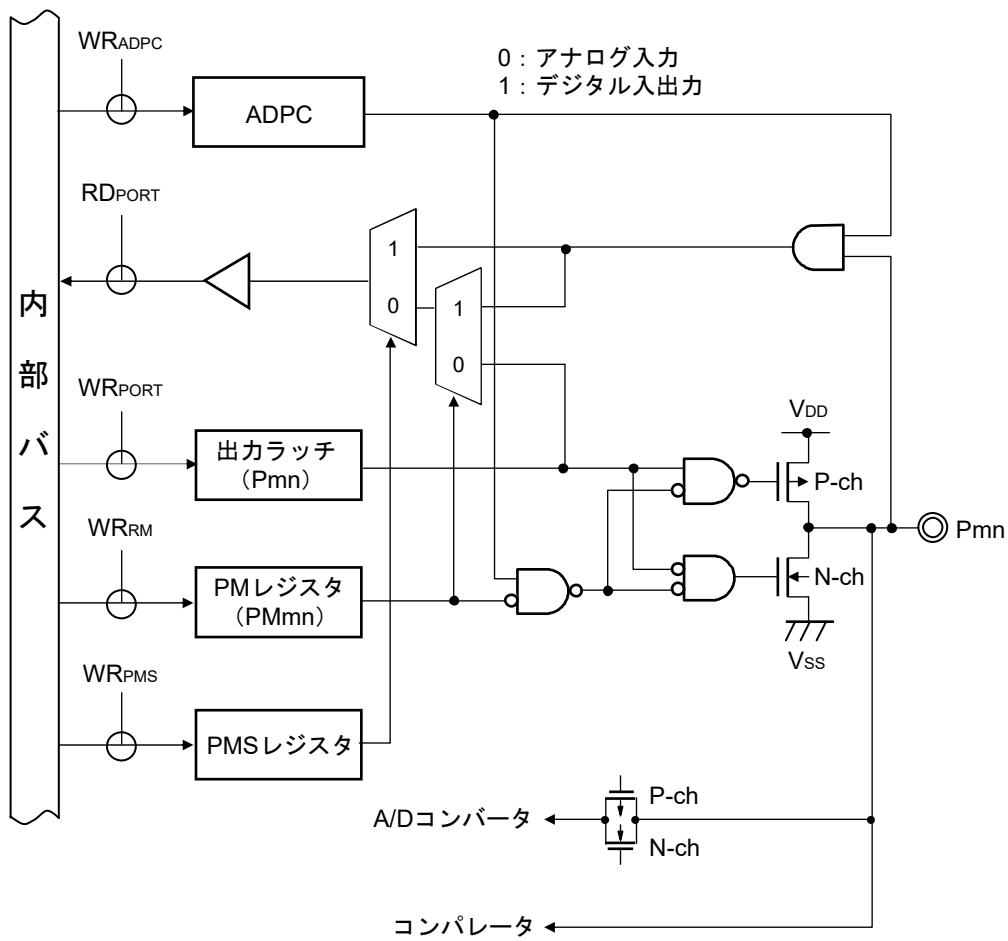 WRADPC
0：アナログ入力
1：デジタル入出力
ADPC
RDPORT
1
0
1
0
内部バス
WRPORT
出力ラッチ
（Pmn）
VDD
P-ch
Pmn
N-ch
VSS
WRRM
PMレジスタ
（PMmn）
WRPMS
PMSレジスタ
P-ch
A/Dコンバータ
N-ch
コンパレータ